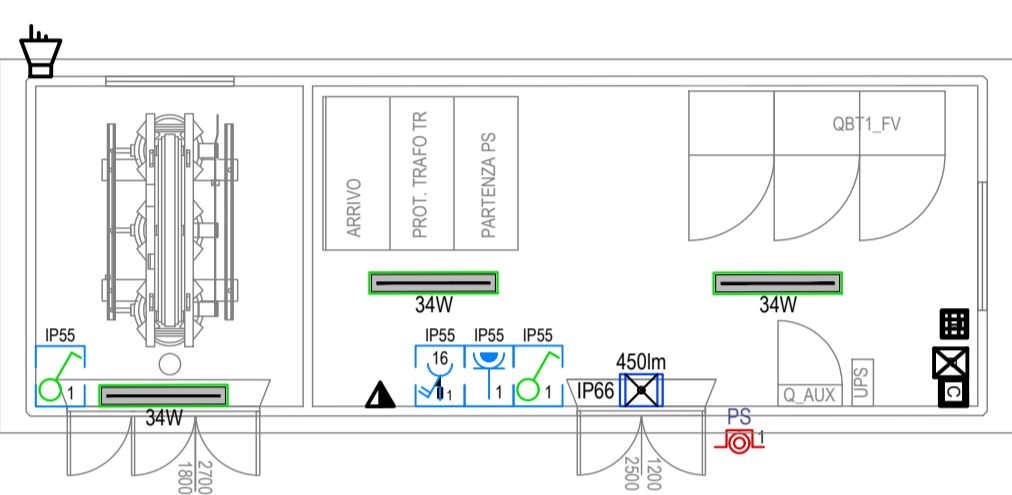 QBT1_FV
ARRIVO
PROT. TRAFO TR
PARTENZA PS
34W
34W
IP55
1
34W
IP55
16
1
IP55
1
IP55
1
450lm
IP66
Q_AUX
UPS
C
PS
1
2700
1800
1200
2500